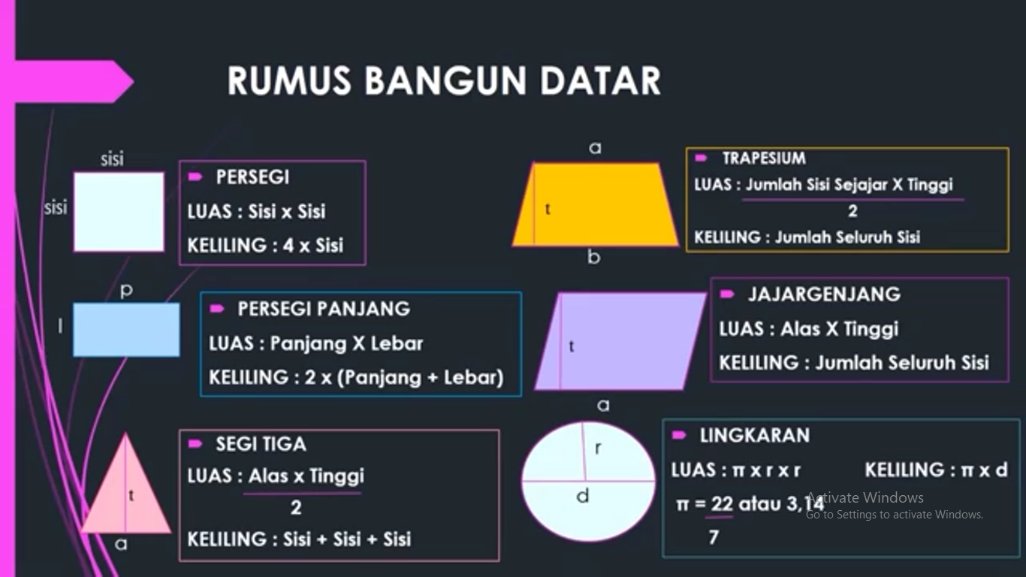 RUMUS BANGUN DATAR
sisi
sisi
PERSEGI
LUAS : Sisi x Sisi
KELILING : 4 x Sisi
p
l
PERSEGI PANJANG
LUAS : Panjang X Lebar
KELILING : 2 x (Panjang + Lebar)
t
a
SEGI TIGA
LUAS : Alas x Tinggi
2
KELILING : Sisi + Sisi + Sisi
a
t
b
TRAPESIUM
LUAS : Jumlah Sisi Sejajar X Tinggi
2
KELILING : Jumlah Seluruh Sisi
t
a
JAJARGENJANG
LUAS : Alas X Tinggi
KELILING : Jumlah Seluruh Sisi
r
d
LINGKARAN
LUAS : π x r x r KELILING : π x d
π = 22 atau 3,14
7
Activate Windows
Go to Settings to activate Windows.